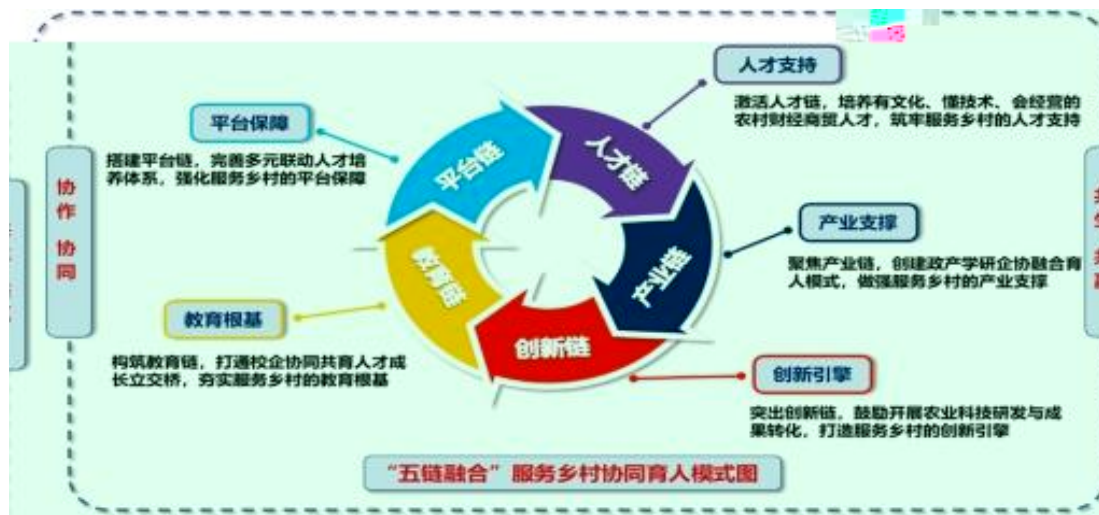 人才支持
激活人才链，培养有文化、懂技术、会经营的
农村财经商贸人才，筑牢服务乡村的人才支持
平台保障
搭建平台链，完善多元联动人才培
养体系，强化服务乡村的平台保障
协作 协同
平台链
人才链
产业链
创新链
教育链
产业支撑
聚焦产业链，创建政产学研企协融合育
人模式，做强服务乡村的产业支撑
教育根基
构筑教育链，打通校企协同共育人才成
长立交桥，夯实服务乡村的教育根基
创新引擎
突出创新链，鼓励开展农业科技研发与成
果转化，打造服务乡村的创新引擎
“五链融合”服务乡村协同育人模式图